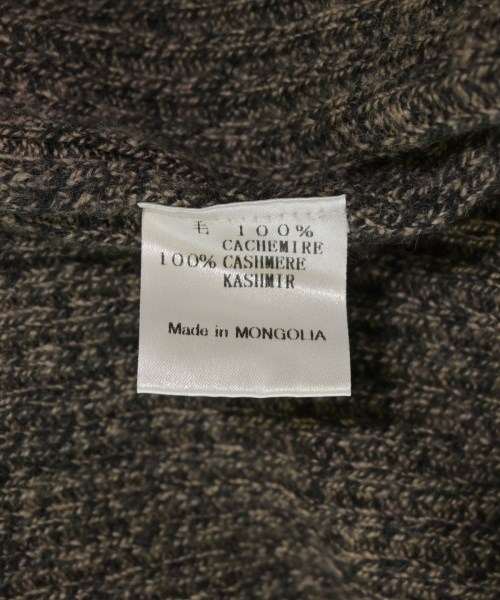 毛 100%
CACHEMIRE
100% CASHMERE
KASHMIR
Made in MONGOLIA